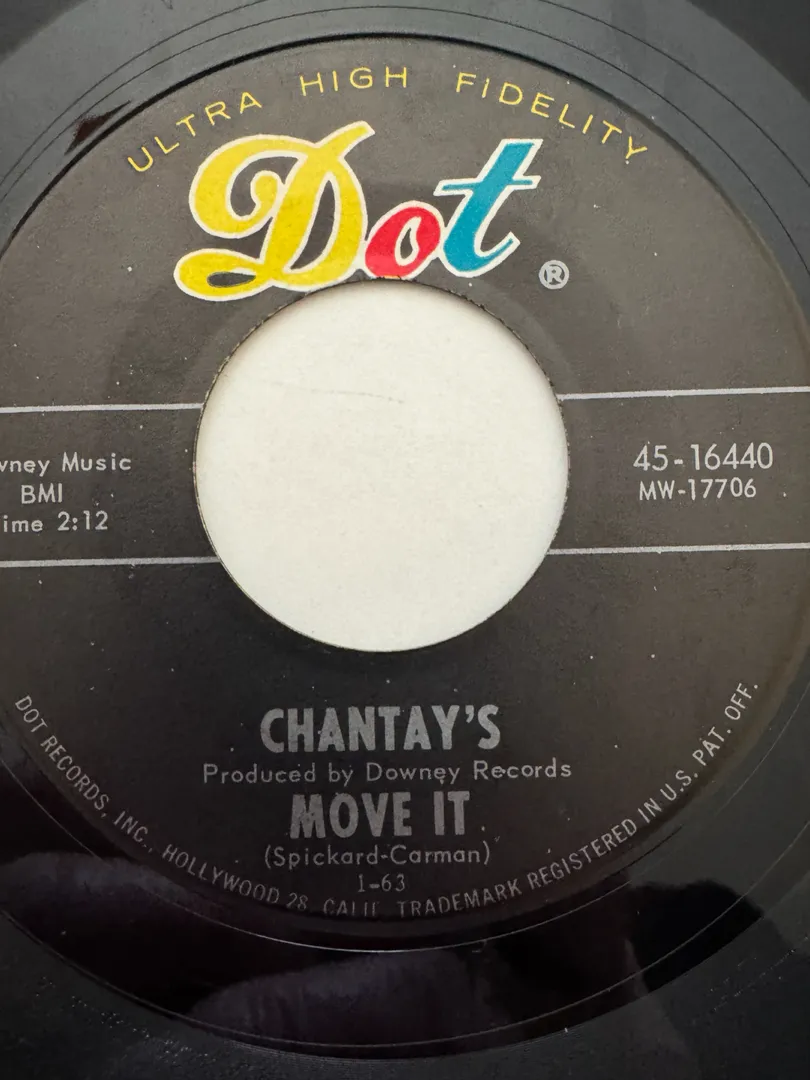 ULTRA HIGH FIDELITY
Dot ®
wney Music
BMI
ime 2:12
45-16440
MW-17706
CHANTAY'S
Produced by Downey Records
MOVE IT
(Spickard-Carman)
1-63
DOT RECORDS, INC., HOLLYWOOD 28, CALIF. TRADEMARK REGISTERED IN U.S. PAT. OFF.